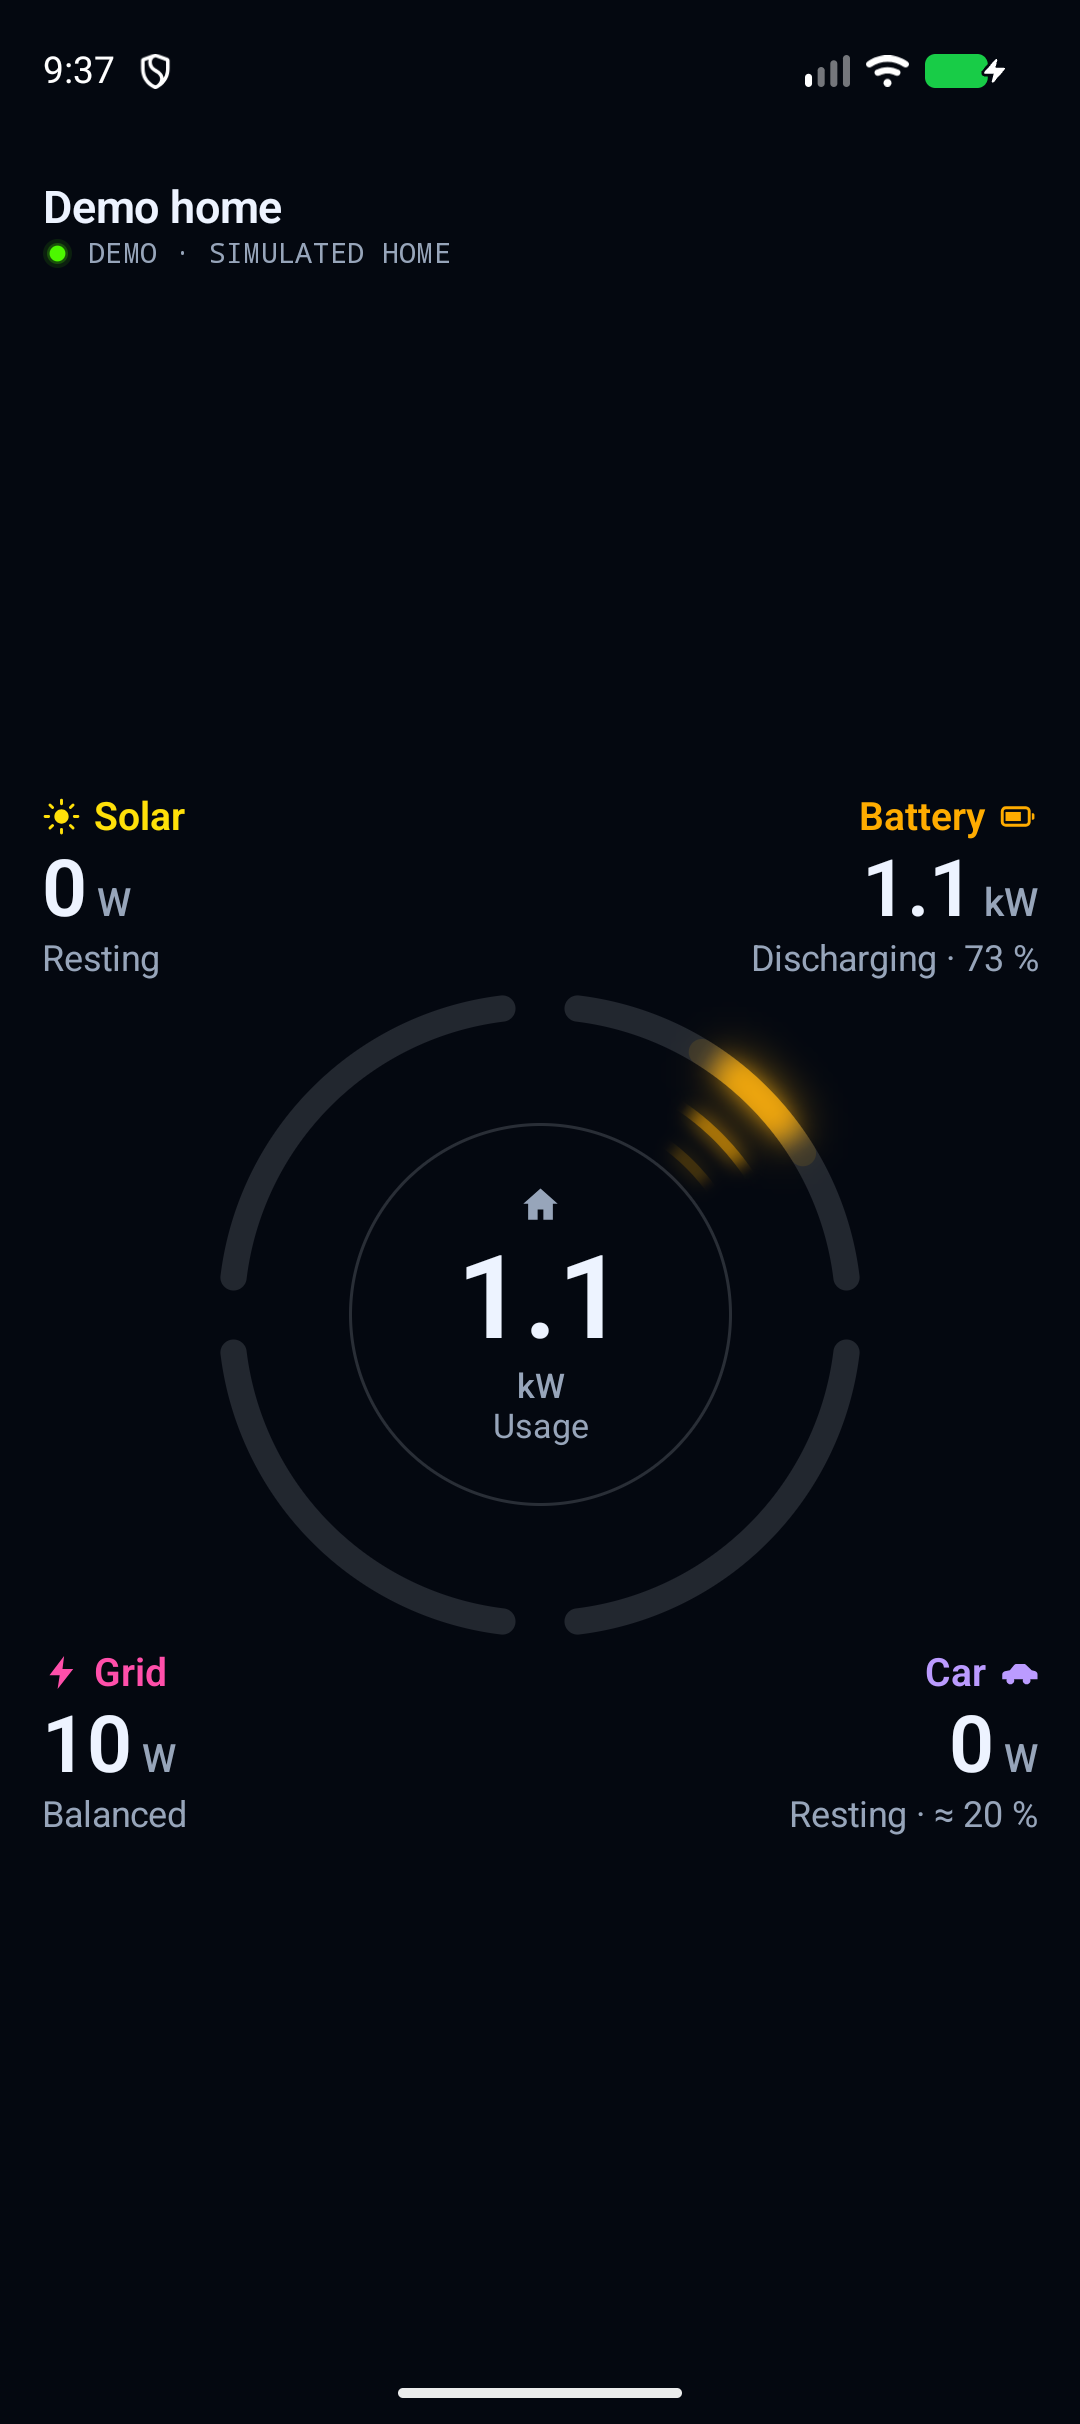 9:37
Demo home
DEMO · SIMULATED HOME
Solar
0 W
Resting
Battery
1.1 kW
Discharging · 73 %
1.1
kW
Usage
Grid
10 W
Balanced
Car
0 W
Resting · ≈ 20 %